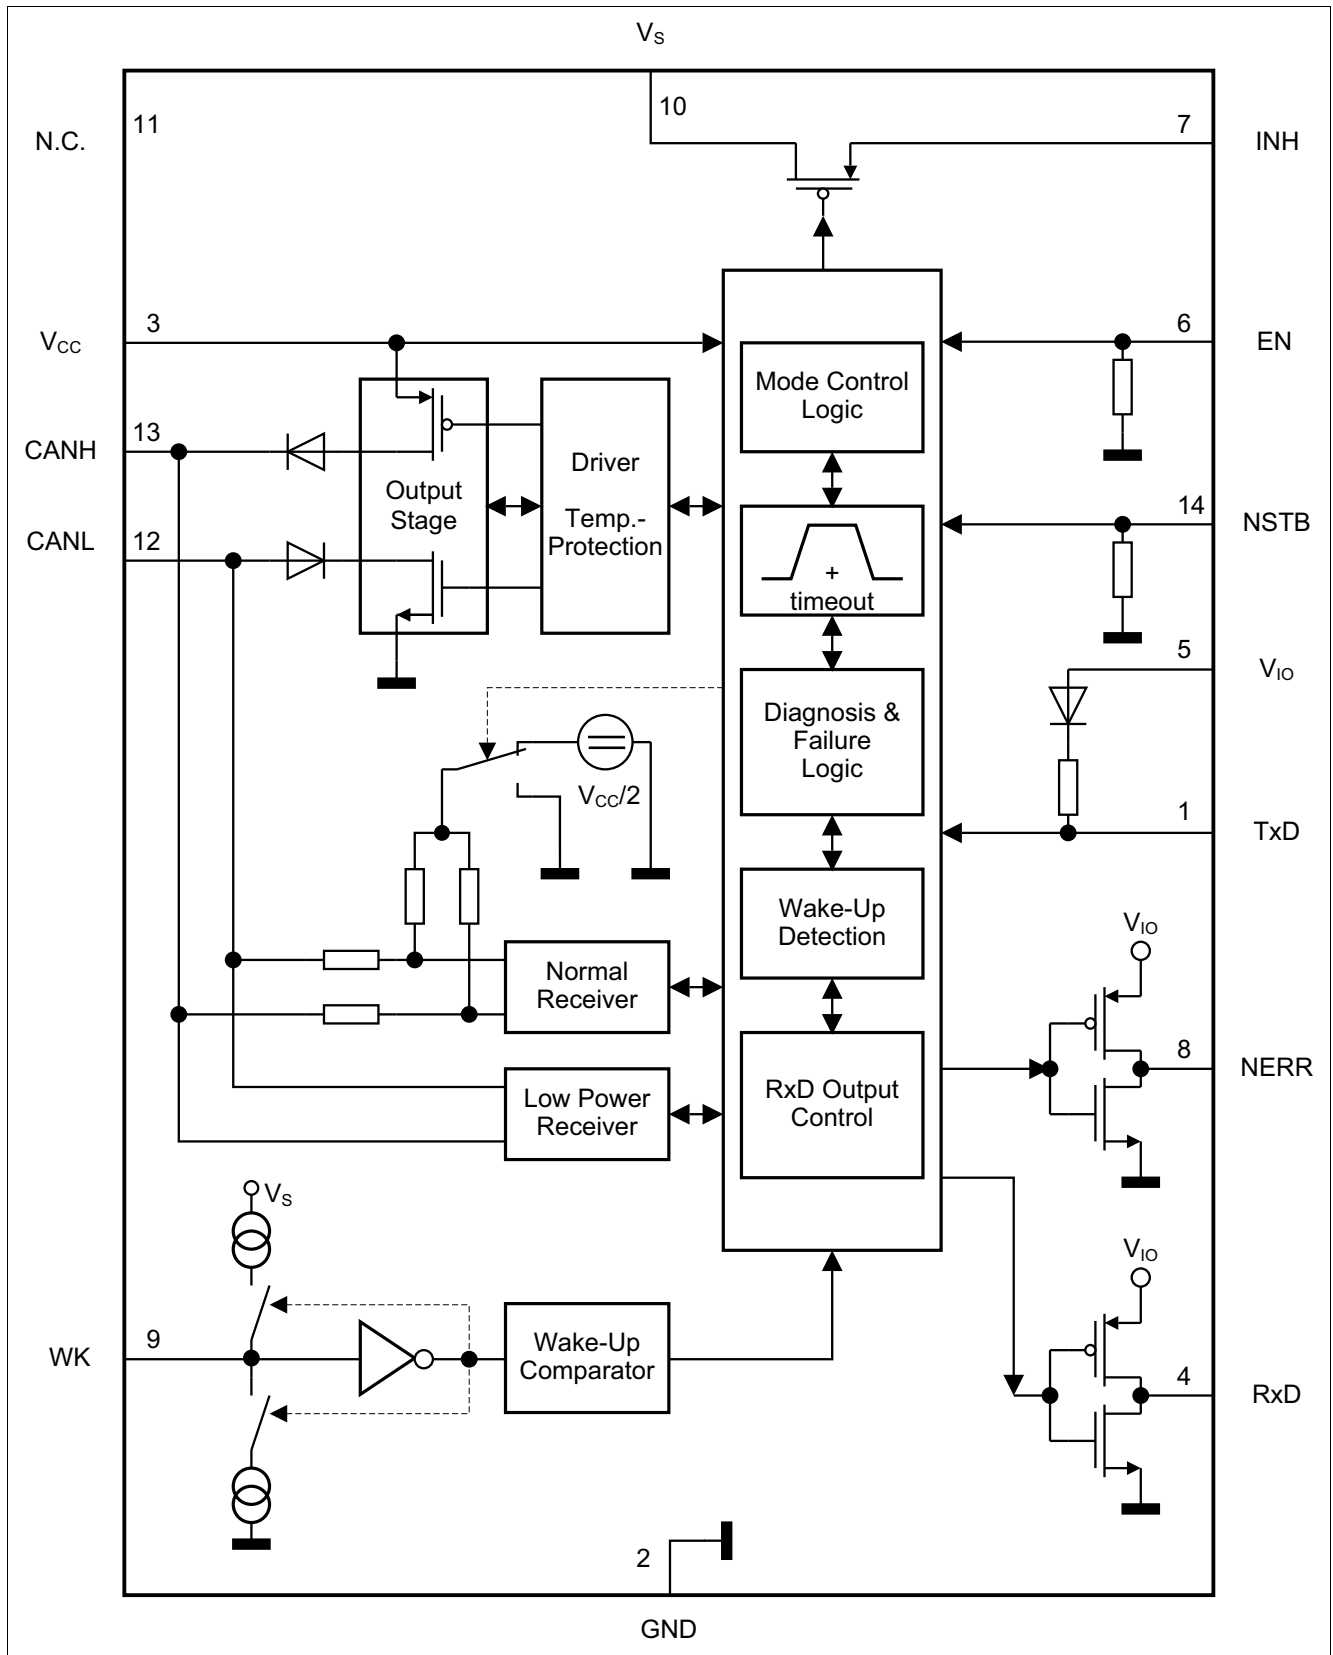 VS
10
7
N.C.
11
INH
3
6
VCC
EN
Mode Control
Logic
13
CANH
Driver
Output
Stage
Temp.-
Protection
14
NSTB
12
CANL
+
timeout
5
VIO
Diagnosis &
Failure
Logic
VCC/2
1
TxD
Wake-Up
Detection
VIO
Normal
Receiver
8
NERR
RxD Output
Control
Low Power
Receiver
VS
VIO
9
WK
Wake-Up
Comparator
4
RxD
2
GND